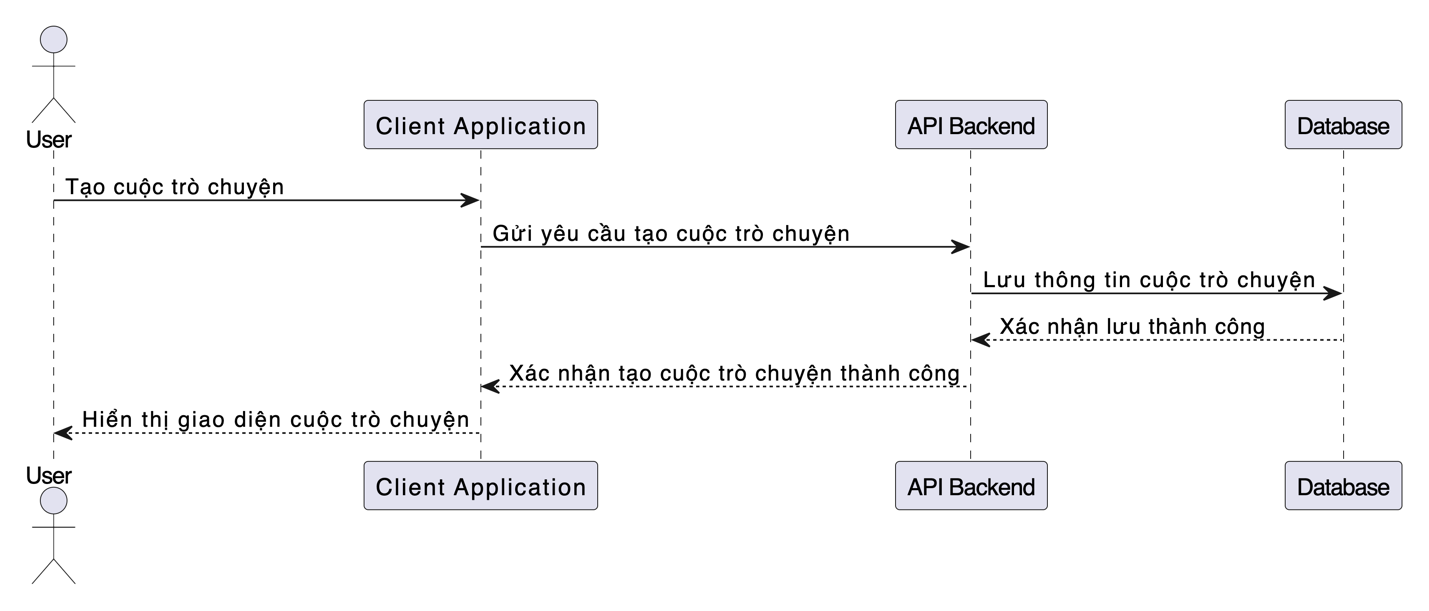 User
Client Application
API Backend
Database
Tạo cuộc trò chuyện
Gửi yêu cầu tạo cuộc trò chuyện
Lưu thông tin cuộc trò chuyện
Xác nhận lưu thành công
Xác nhận tạo cuộc trò chuyện thành công
Hiển thị giao diện cuộc trò chuyện
User
Client Application
API Backend
Database